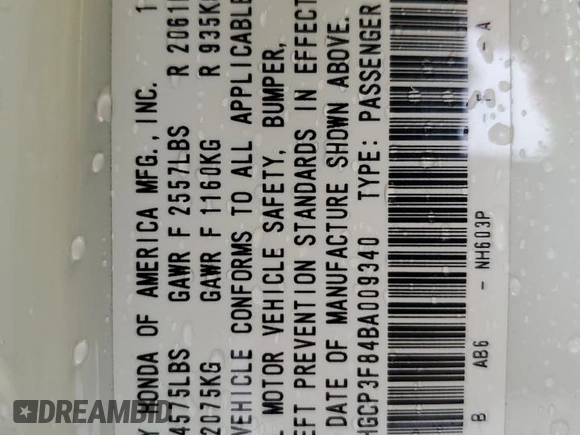 Y HONDA OF AMERICA MFG., INC. 1
4575LBS GAWR F 2557LBS R 2061
2075KG GAWR F 1160KG R 935K
VEHICLE CONFORMS TO ALL APPLICABLE
L MOTOR VEHICLE SAFETY, BUMPER,
EFT PREVENTION STANDARDS IN EFFECT
DATE OF MANUFACTURE SHOWN ABOVE.
HGCP3F84BA009340 TYPE: PASSENGER
B AB6 - NH603P - A
DREAMBID